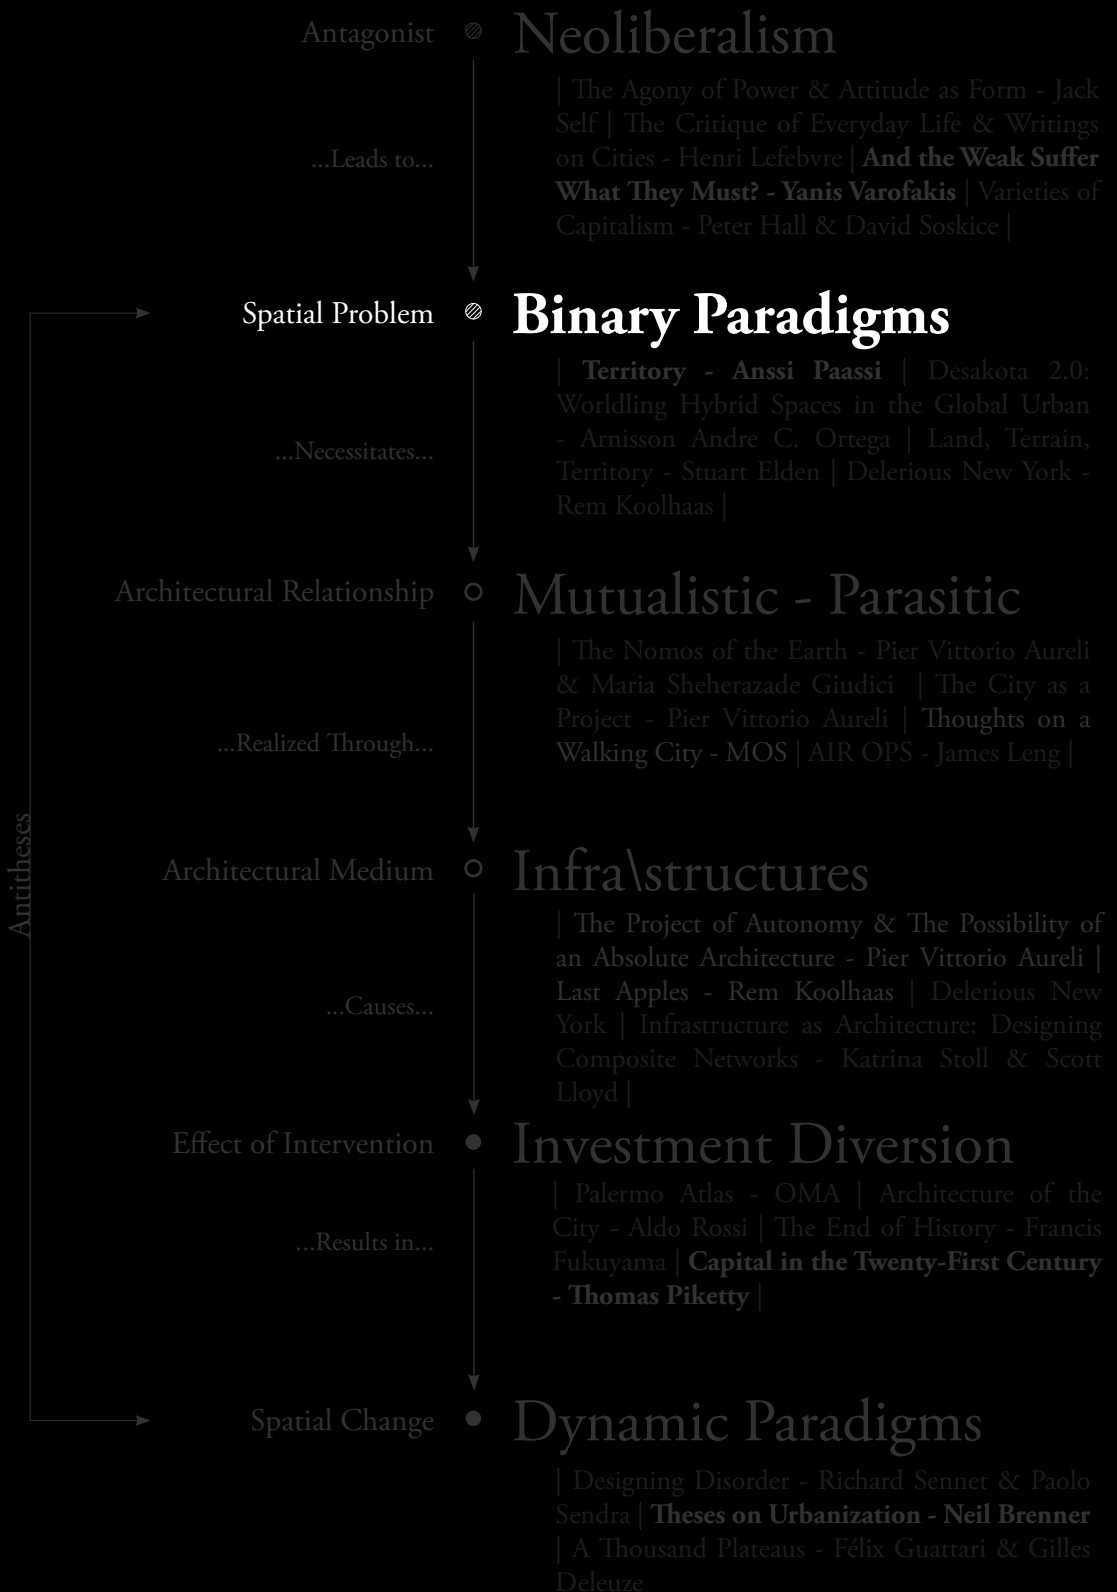 Antagonist
Neoliberalism
| The Agony of Power & Attitude as Form - Jack
Self | The Critique of Everyday Life & Writings
on Cities - Henri Lefebvre | And the Weak Suffer
What They Must? - Yanis Varofakis | Varieties of
Capitalism - Peter Hall & David Soskice |
...Leads to...
Spatial Problem
Binary Paradigms
| Territory - Anssi Paassi | Desakota 2.0:
Worldling Hybrid Spaces in the Global Urban
- Arnisson Andre C. Ortega | Land, Terrain,
Territory - Stuart Elden | Delerious New York -
Rem Koolhaas |
...Necessitates...
Architectural Relationship
Mutualistic - Parasitic
| The Nomos of the Earth - Pier Vittorio Aureli
& Maria Sheherazade Giudici | The City as a
Project - Pier Vittorio Aureli | Thoughts on a
Walking City - MOS | AIR OPS - James Leng |
...Realized Through...
Antitheses
Architectural Medium
Infra\structures
| The Project of Autonomy & The Possibility of
an Absolute Architecture - Pier Vittorio Aureli |
Last Apples - Rem Koolhaas | Delerious New
York | Infrastructure as Architecture: Designing
Composite Networks - Katrina Stoll & Scott
Lloyd |
...Causes...
Effect of Intervention
Investment Diversion
| Palermo Atlas - OMA | Architecture of the
City - Aldo Rossi | The End of History - Francis
Fukuyama | Capital in the Twenty-First Century
- Thomas Piketty |
...Results in...
Spatial Change
Dynamic Paradigms
| Designing Disorder - Richard Sennet & Paolo
Sendra | Theses on Urbanization - Neil Brenner
| A Thousand Plateaus - Félix Guattari & Gilles
Deleuze